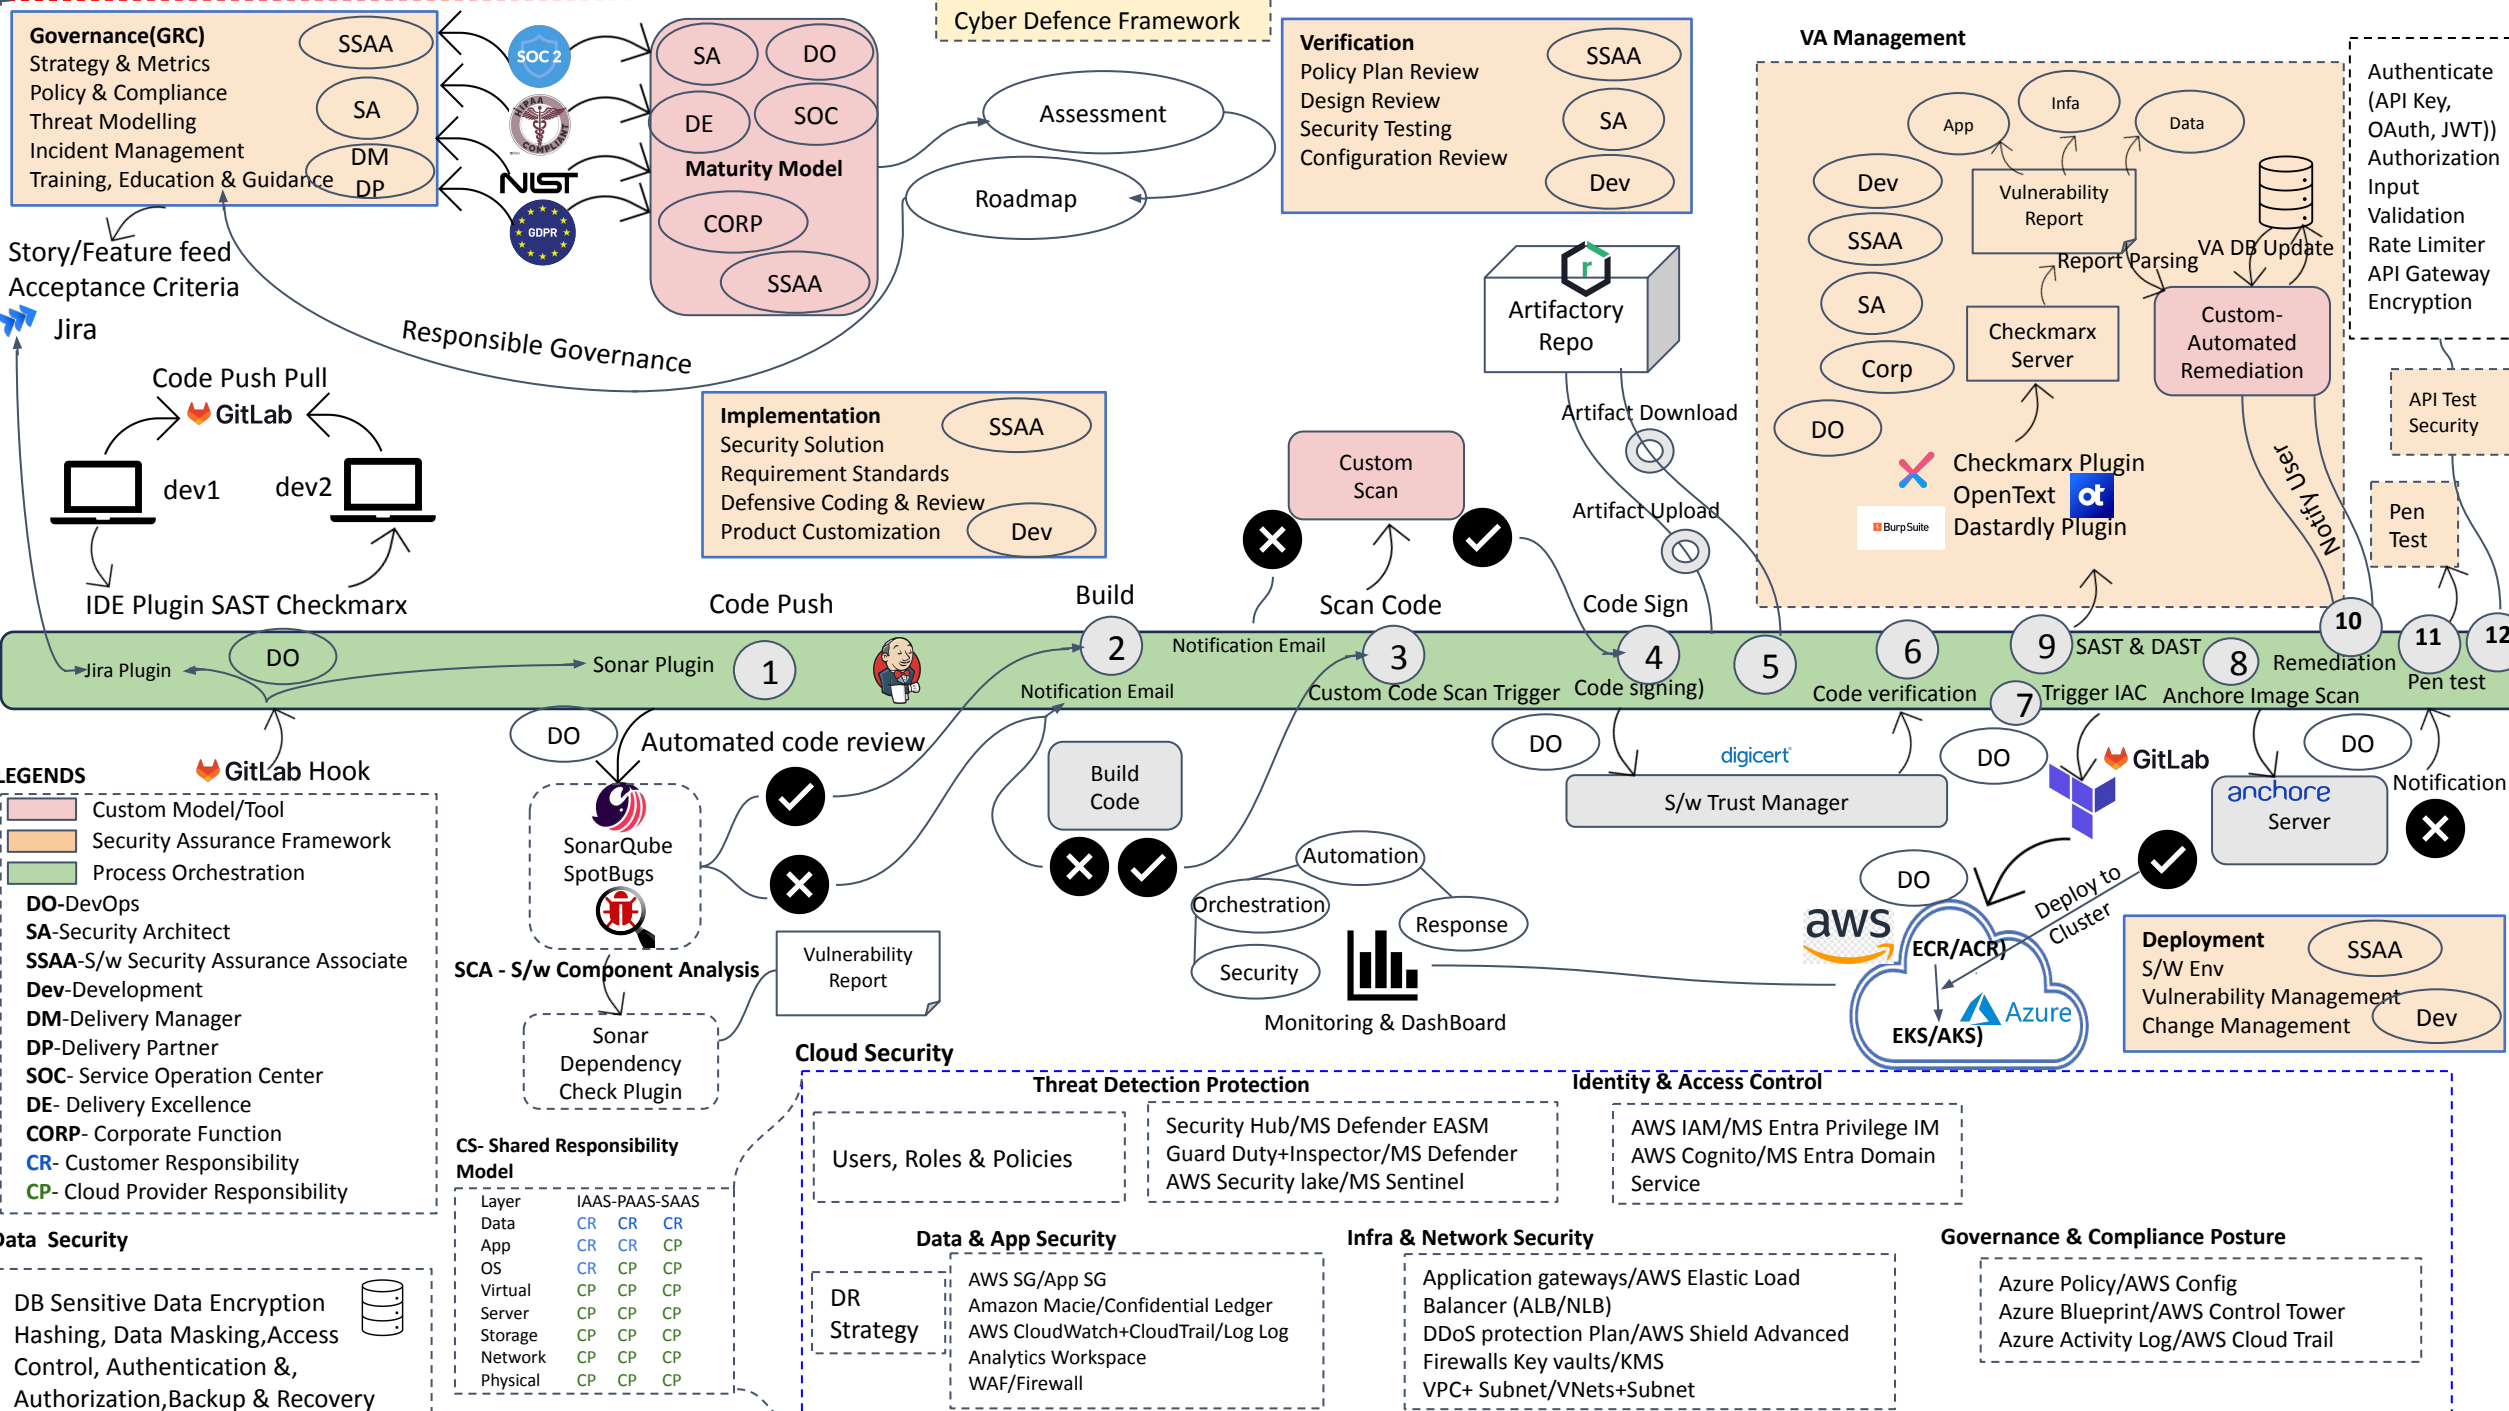 Cyber Defence Framework
Governance(GRC)
Strategy & Metrics
Policy & Compliance
Threat Modelling
Incident Management
Training, Education & Guidance
SSAA
SA
DM
DP
SOC 2
HIPAA
COMPLIANT
NIST
GDPR
SA
DO
DE
SOC
Maturity Model
CORP
SSAA
Assessment
Roadmap
Responsible Governance
Verification
Policy Plan Review
Design Review
Security Testing
Configuration Review
SSAA
SA
Dev
VA Management
App
Infa
Data
Dev
SSAA
SA
Corp
DO
Vulnerability
Report
VA DB Update
Report Parsing
Checkmarx
Server
Custom-
Automated
Remediation
Checkmarx Plugin
OpenText
ot
BurpSuite
Dastardly Plugin
Notify User
Authenticate
(API Key,
OAuth, JWT))
Authorization
Input
Validation
Rate Limiter
API Gateway
Encryption
API Test
Security
Pen
Test
Story/Feature feed
Acceptance Criteria
Jira
Code Push Pull
GitLab
dev1
dev2
IDE Plugin SAST Checkmarx
Implementation
Security Solution
Requirement Standards
Defensive Coding & Review
Product Customization
SSAA
Dev
Custom
Scan
r
Artifactory
Repo
Artifact Download
Artifact Upload
Code Push
Build
Scan Code
Code Sign
Jira Plugin
DO
Sonar Plugin
1
2
Notification Email
Notification Email
3
Custom Code Scan Trigger
4
Code signing)
5
6
Code verification
9
SAST & DAST
7
Trigger IAC
8
Anchore Image Scan
10
Remediation
11
Pen test
12
GitLab Hook
DO
Automated code review
SonarQube
SpotBugs
SCA - S/w Component Analysis
Sonar
Dependency
Check Plugin
Vulnerability
Report
Build
Code
Automation
Orchestration
Response
Security
Monitoring & DashBoard
DO
digicert
S/w Trust Manager
DO
GitLab
DO
anchore
Server
DO
Notification
Deploy to
Cluster
aws
ECR/ACR)
Azure
EKS/AKS)
Deployment
S/W Env
Vulnerability Management
Change Management
SSAA
Dev
LEGENDS
Custom Model/Tool
Security Assurance Framework
Process Orchestration
DO-DevOps
SA-Security Architect
SSAA-S/w Security Assurance Associate
Dev-Development
DM-Delivery Manager
DP-Delivery Partner
SOC- Service Operation Center
DE- Delivery Excellence
CORP- Corporate Function
CR- Customer Responsibility
CP- Cloud Provider Responsibility
Data Security
DB Sensitive Data Encryption
Hashing, Data Masking,Access
Control, Authentication &,
Authorization,Backup & Recovery
CS- Shared Responsibility
Model
Layer IAAS-PAAS-SAAS
Data CR CR CR
App CR CR CP
OS CR CP CP
Virtual CP CP CP
Server CP CP CP
Storage CP CP CP
Network CP CP CP
Physical CP CP CP
Cloud Security
Threat Detection Protection
Users, Roles & Policies
Security Hub/MS Defender EASM
Guard Duty+Inspector/MS Defender
AWS Security lake/MS Sentinel
Identity & Access Control
AWS IAM/MS Entra Privilege IM
AWS Cognito/MS Entra Domain
Service
Data & App Security
DR
Strategy
AWS SG/App SG
Amazon Macie/Confidential Ledger
AWS CloudWatch+CloudTrail/Log Log
Analytics Workspace
WAF/Firewall
Infra & Network Security
Application gateways/AWS Elastic Load
Balancer (ALB/NLB)
DDoS protection Plan/AWS Shield Advanced
Firewalls Key vaults/KMS
VPC+ Subnet/VNets+Subnet
Governance & Compliance Posture
Azure Policy/AWS Config
Azure Blueprint/AWS Control Tower
Azure Activity Log/AWS Cloud Trail